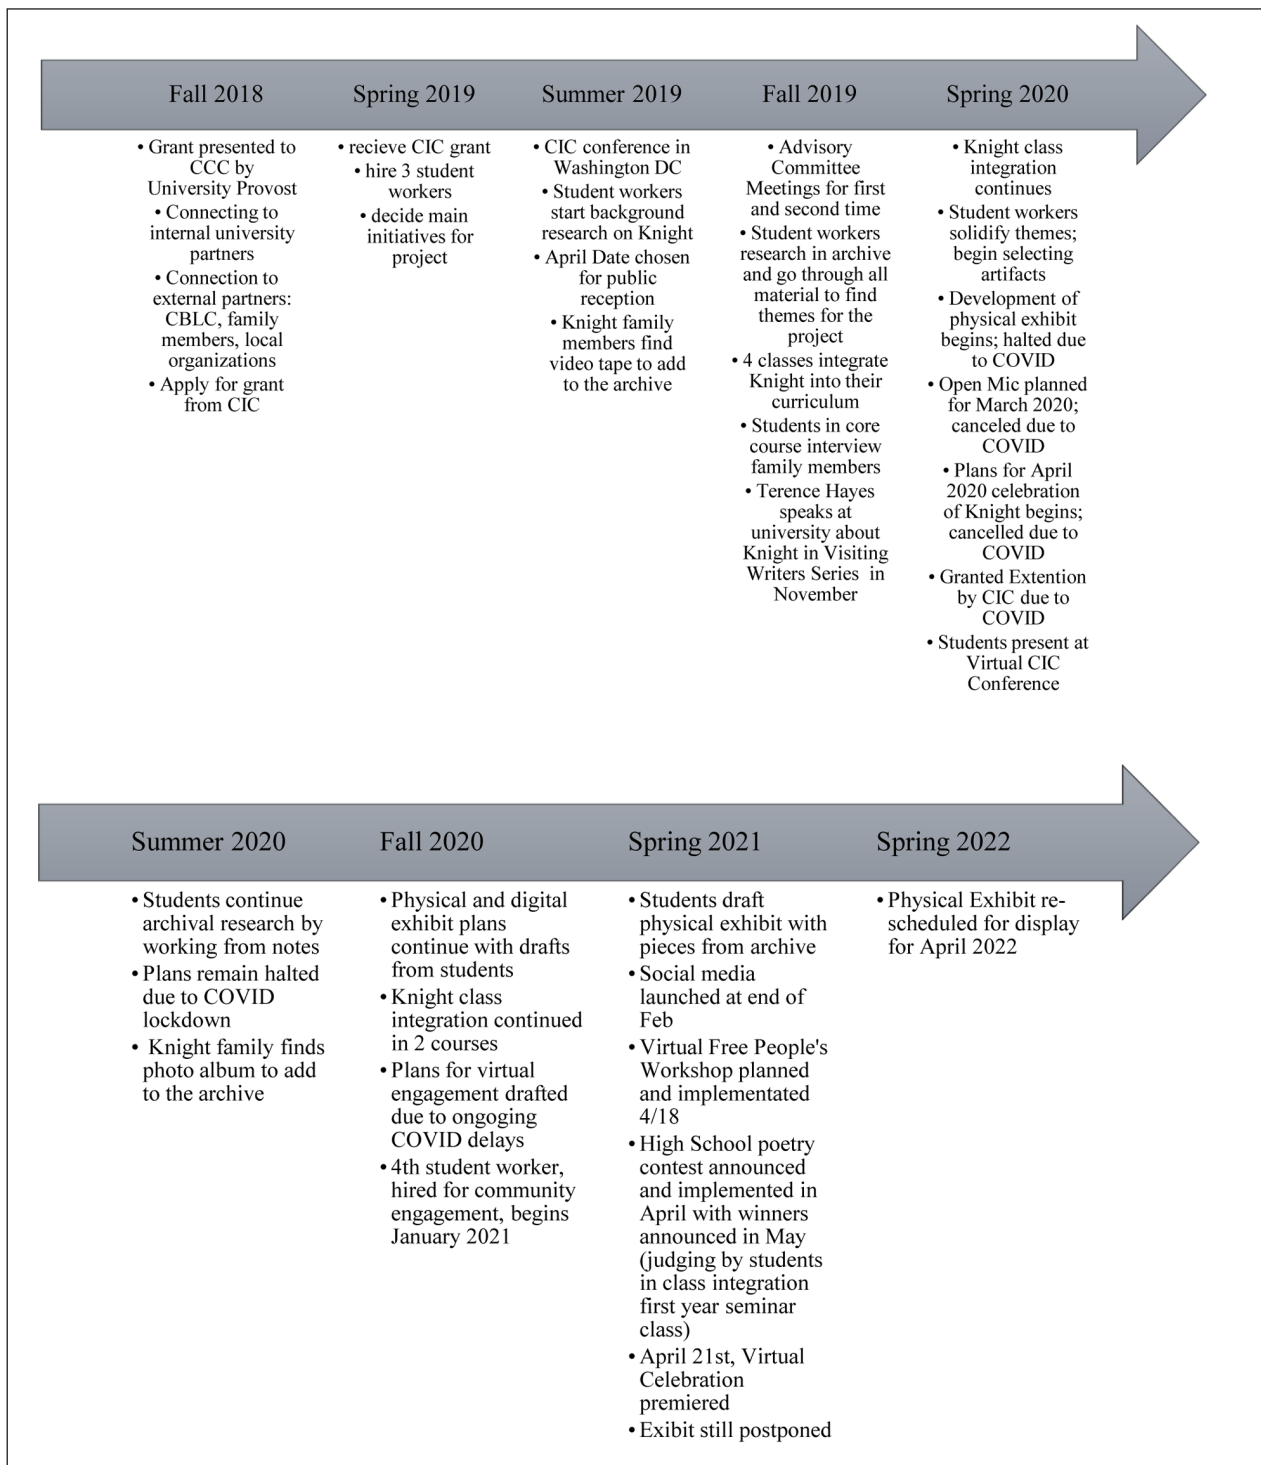 Fall 2018
• Grant presented to
CCC by
University Provost
• Connecting to
internal university
partners
• Connection to
external partners:
CBLC, family
members, local
organizations
• Apply for grant
from CIC
Spring 2019
• recieve CIC grant
• hire 3 student
workers
• decide main
initiatives for
project
Summer 2019
• CIC conference in
Washington DC
• Student workers
start background
research on Knight
• April Date chosen
for public
reception
• Knight family
members find
video tape to add
to the archive
Fall 2019
• Advisory
Committee
Meetings for first
and second time
• Student workers
research in archive
and go through all
material to find
themes for the
project
• 4 classes integrate
Knight into their
curriculum
• Students in core
course interview
family members
• Terence Hayes
speaks at
university about
Knight in Visiting
Writers Series in
November
Spring 2020
• Knight class
integration
continues
• Student workers
solidify themes;
begin selecting
artifacts
• Development of
physical exhibit
begins; halted due
to COVID
• Open Mic planned
for March 2020;
canceled due to
COVID
• Plans for April
2020 celebration
of Knight begins;
cancelled due to
COVID
• Granted Extention
by CIC due to
COVID
• Students present at
Virtual CIC
Conference
Summer 2020
• Students continue
archival research by
working from notes
• Plans remain halted
due to COVID
lockdown
• Knight family finds
photo album to add
to the archive
Fall 2020
• Physical and digital
exhibit plans
continue with drafts
from students
• Knight class
integration continued
in 2 courses
• Plans for virtual
engagement drafted
due to ongoging
COVID delays
• 4th student worker,
hired for community
engagement, begins
January 2021
Spring 2021
• Students draft
physical exhibit with
pieces from archive
• Social media
launched at end of
Feb
• Virtual Free People's
Workshop planned
and implementated
4/18
• High School poetry
contest announced
and implemented in
April with winners
announced in May
(judging by students
in class integration
first year seminar
class)
• April 21st, Virtual
Celebration
premiered
• Exibit still postponed
Spring 2022
• Physical Exhibit re-
scheduled for display
for April 2022